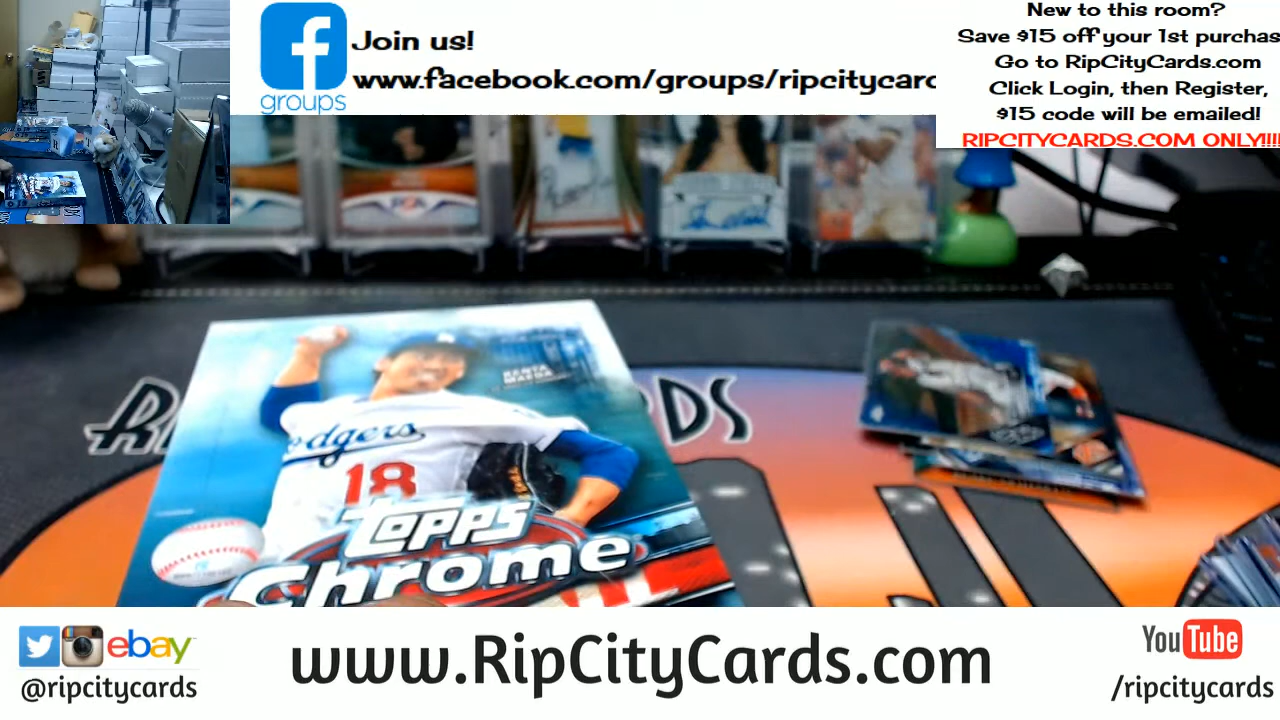 Join us!
www.facebook.com/groups/ripcitycarc
groups
New to this room?
Save $15 off your 1st purchas
Go to RipCityCards.com
Click Login, then Register,
$15 code will be emailed!
RIPCITYCARDS.COM ONLY!!!!
KENTA
MAEDA
Dodgers
18
Topps
Chrome
RDS
ebay
@ripcitycards
www.RipCityCards.com
YouTube
/ripcitycards